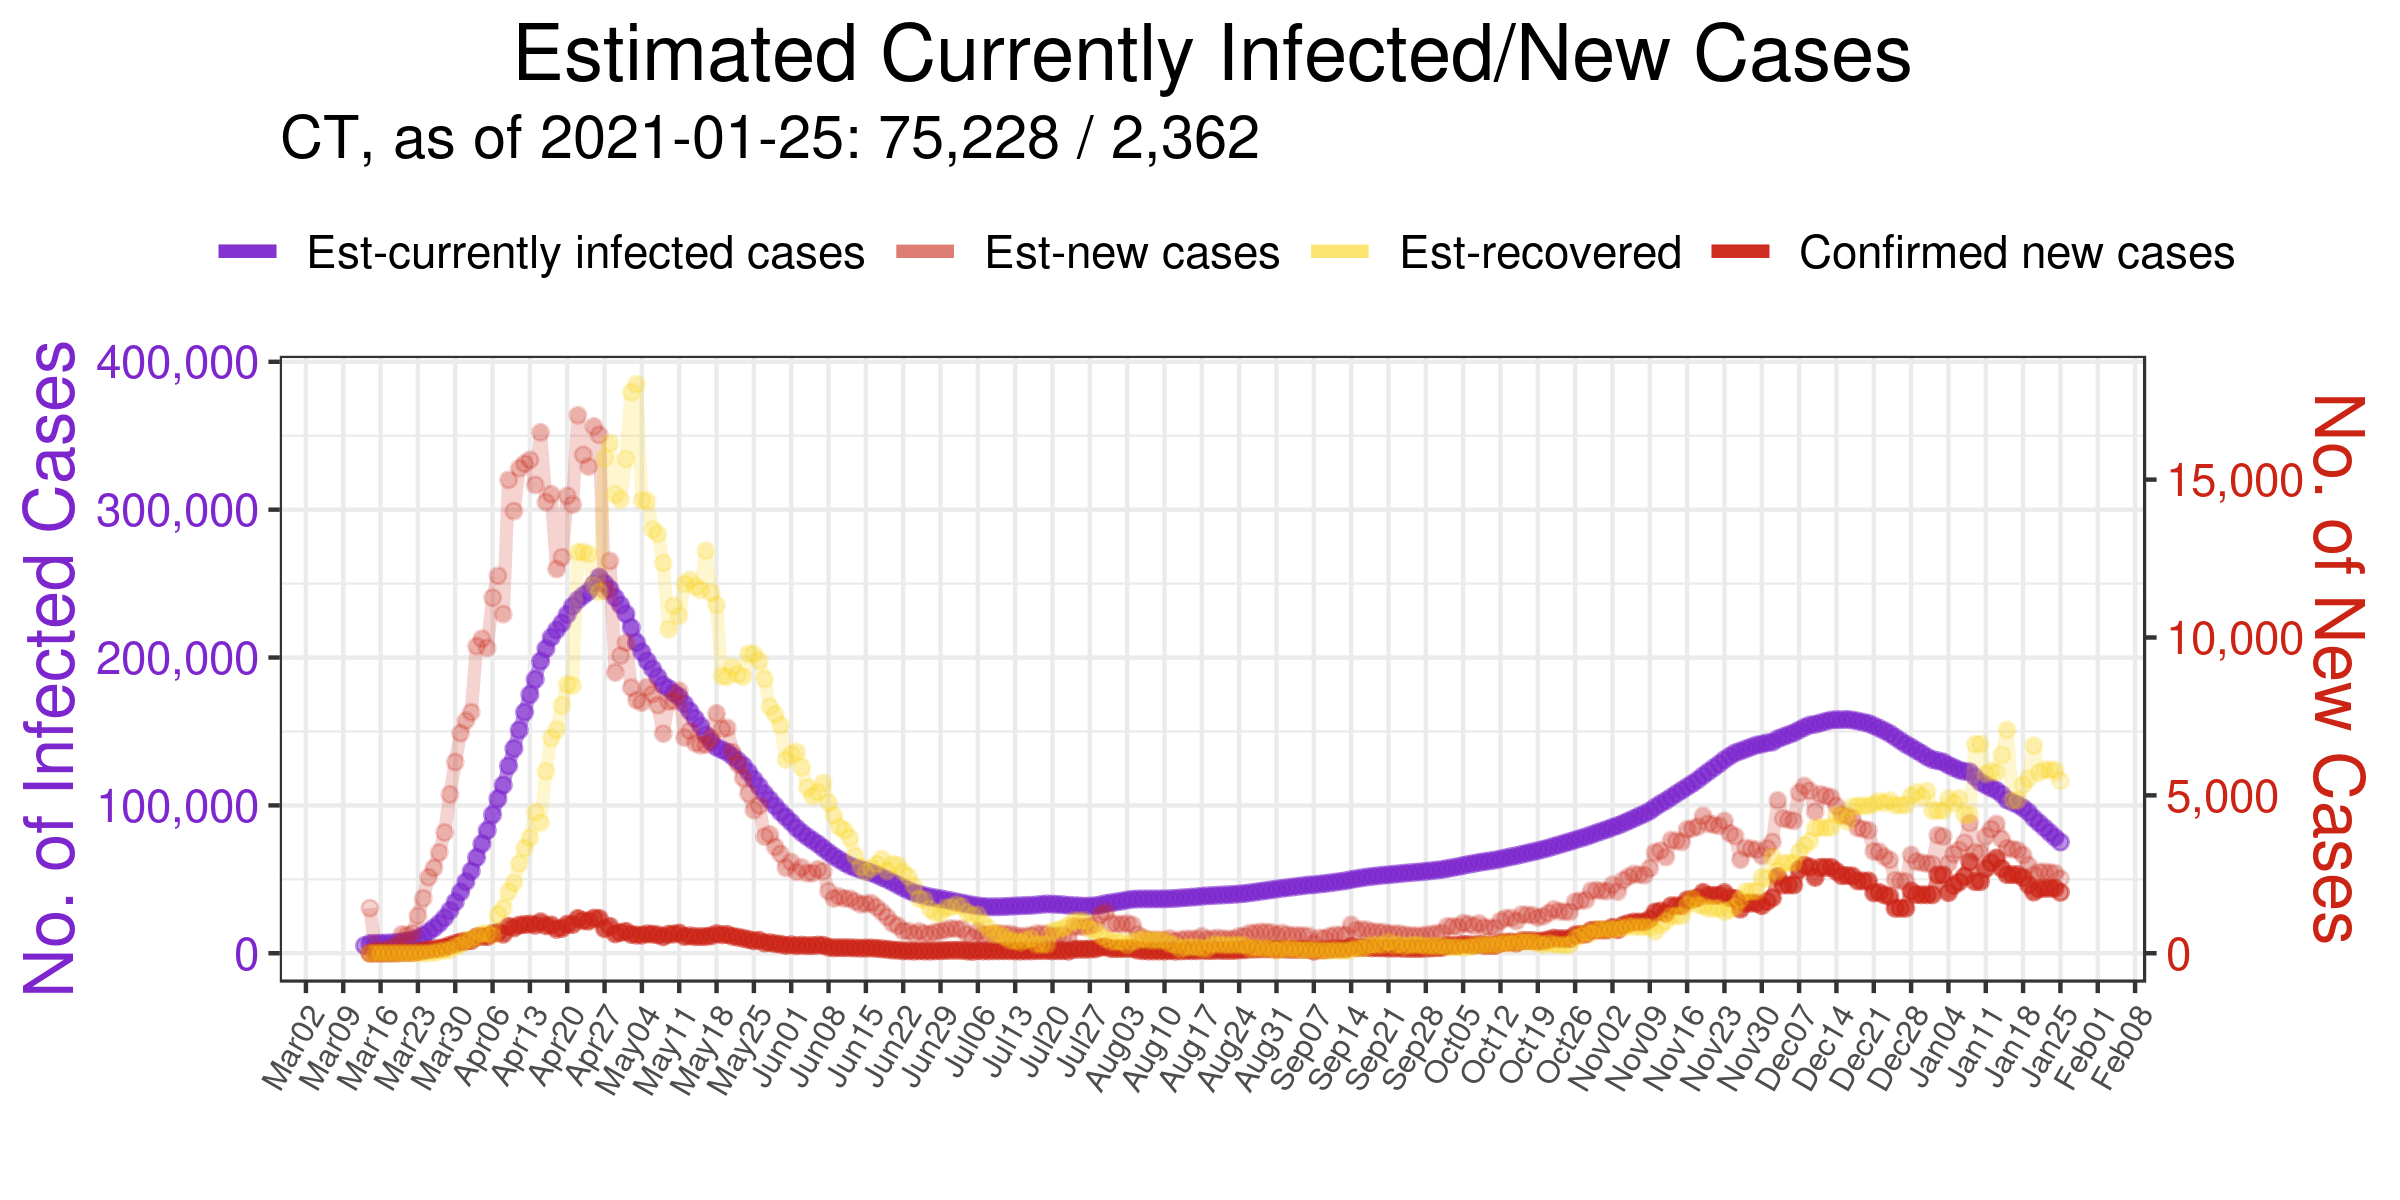 Estimated Currently Infected/New Cases
CT, as of 2021-01-25: 75,228 / 2,362
Est-currently infected cases
Est-new cases
Est-recovered
Confirmed new cases
No. of Infected Cases
400,000
300,000
200,000
100,000
0
No. of New Cases
15,000
10,000
5,000
0
Mar02
Mar09
Mar16
Mar23
Mar30
Apr06
Apr13
Apr20
Apr27
May04
May11
May18
May25
Jun01
Jun08
Jun15
Jun22
Jun29
Jul06
Jul13
Jul20
Jul27
Aug03
Aug10
Aug17
Aug24
Aug31
Sep07
Sep14
Sep21
Sep28
Oct05
Oct12
Oct19
Oct26
Nov02
Nov09
Nov16
Nov23
Nov30
Dec07
Dec14
Dec21
Dec28
Jan04
Jan11
Jan18
Jan25
Feb01
Feb08